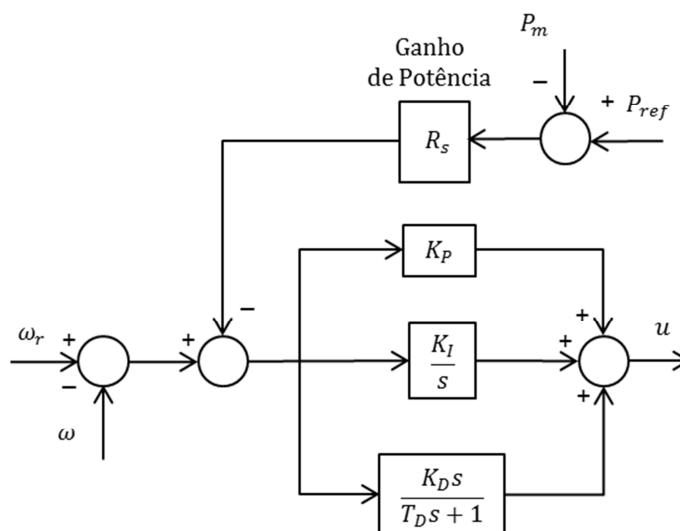 P_m
Ganho
de Potência
−
+ P_ref
R_s
−
K_P
ω_r
+
−
+
ω
K_I
s
+
+
+
u
K_D s
T_D s + 1